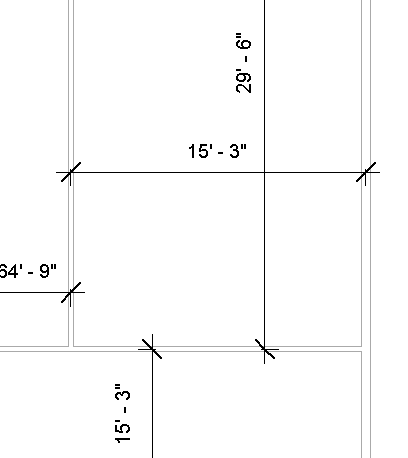 29' - 6"
15' - 3"
64' - 9"
15' - 3"